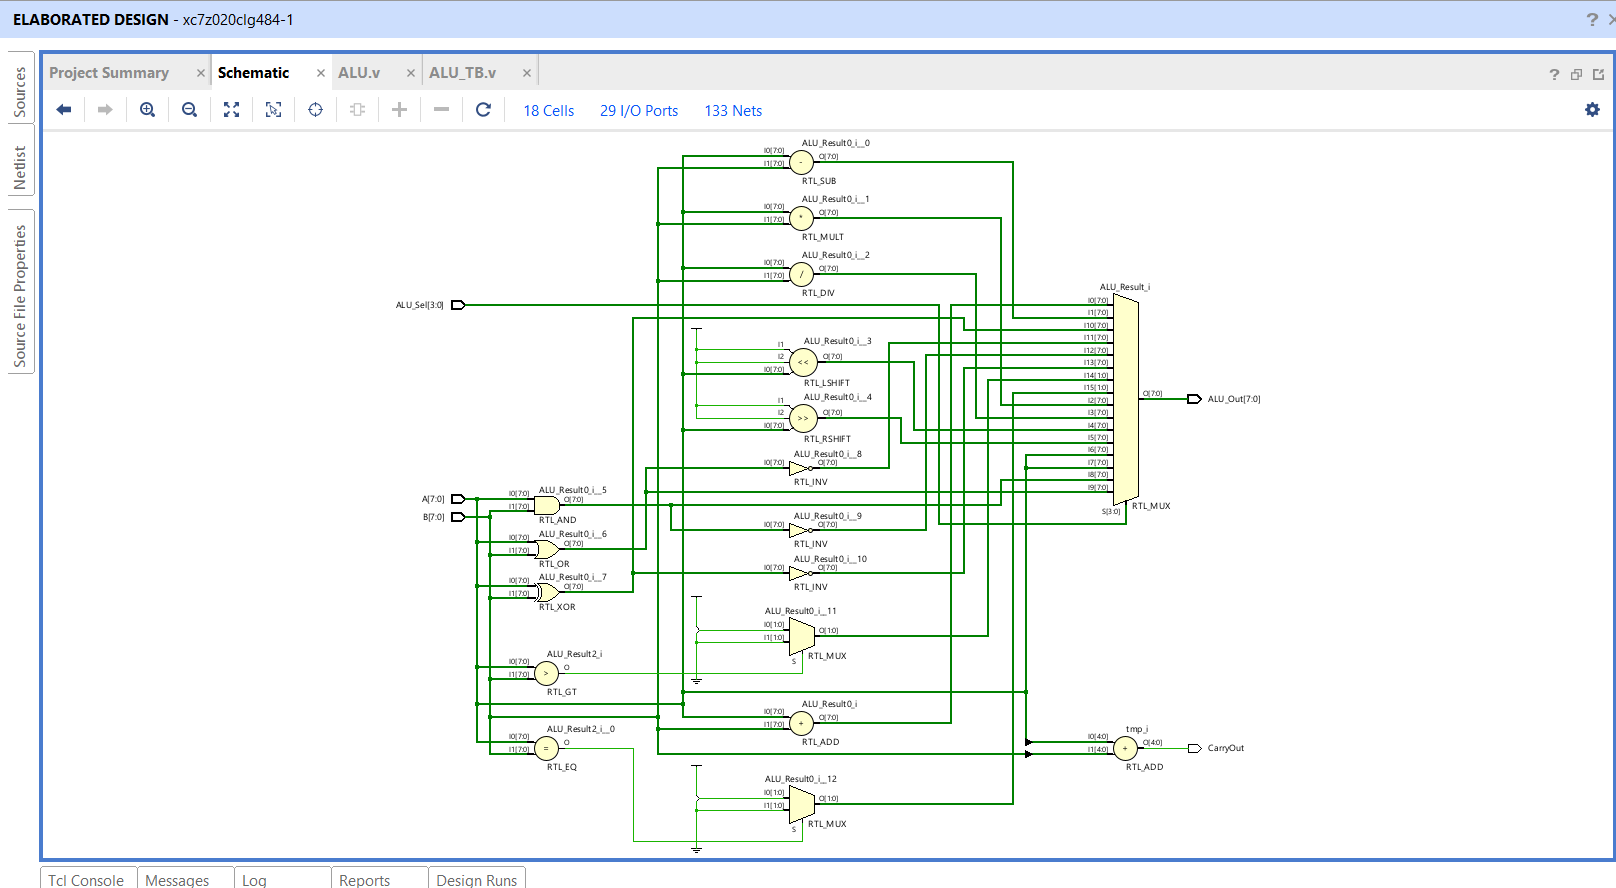 ELABORATED DESIGN - xc7z020clg484-1
?
Sources
Netlist
Source File Properties
Project Summary
Schematic
ALU.v
ALU_TB.v
?
18 Cells
29 I/O Ports
133 Nets
ALU_Result0_i__0
I0[7:0]
I1[7:0]
O[7:0]
-
RTL_SUB
ALU_Result0_i__1
I0[7:0]
I1[7:0]
O[7:0]
*
RTL_MULT
ALU_Result0_i__2
I0[7:0]
I1[7:0]
O[7:0]
/
RTL_DIV
ALU_Sel[3:0]
ALU_Result0_i__3
I1
I2
I0[7:0]
O[7:0]
<<
RTL_LSHIFT
ALU_Result0_i__4
I1
I2
I0[7:0]
O[7:0]
>>
RTL_RSHIFT
ALU_Result0_i__8
I0[7:0]
O[7:0]
RTL_INV
A[7:0]
B[7:0]
ALU_Result0_i__5
I0[7:0]
I1[7:0]
O[7:0]
RTL_AND
ALU_Result0_i__6
I0[7:0]
I1[7:0]
O[7:0]
RTL_OR
ALU_Result0_i__7
I0[7:0]
I1[7:0]
O[7:0]
RTL_XOR
ALU_Result0_i__9
I0[7:0]
O[7:0]
RTL_INV
ALU_Result0_i__10
I0[7:0]
O[7:0]
RTL_INV
ALU_Result0_i__11
I0[1:0]
I1[1:0]
O[1:0]
S
RTL_MUX
ALU_Result2_i
I0[7:0]
I1[7:0]
O
>
RTL_GT
ALU_Result0_i
I0[7:0]
I1[7:0]
O[7:0]
+
RTL_ADD
ALU_Result2_i__0
I0[7:0]
I1[7:0]
O
=
RTL_EQ
ALU_Result0_i__12
I0[1:0]
I1[1:0]
O[1:0]
S
RTL_MUX
ALU_Result_i
I0[7:0]
I1[7:0]
I10[7:0]
I11[7:0]
I12[7:0]
I13[7:0]
I14[1:0]
I15[1:0]
I2[7:0]
I3[7:0]
I4[7:0]
I5[7:0]
I6[7:0]
I7[7:0]
I8[7:0]
I9[7:0]
S[3:0]
O[7:0]
RTL_MUX
ALU_Out[7:0]
tmp_i
I0[4:0]
I1[4:0]
O[4:0]
+
RTL_ADD
CarryOut
Tcl Console
Messages
Log
Reports
Design Runs